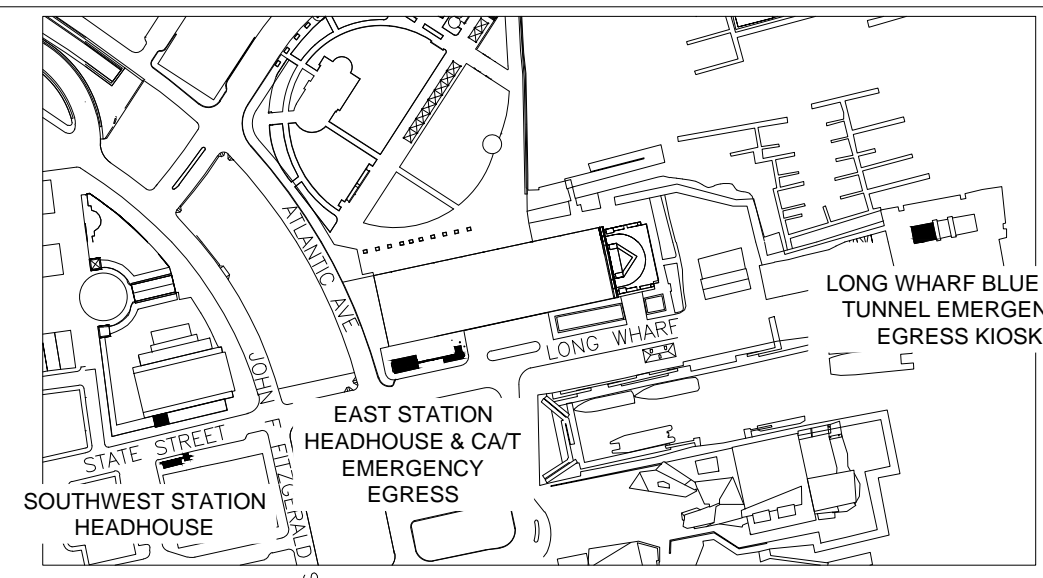 ATLANTIC AVE
LONG WHARF BLUE
TUNNEL EMERGEN
EGRESS KIOSK
LONG WHARF
EAST STATION
HEADHOUSE & CA/T
EMERGENCY
EGRESS
JOHN F FITZGERALD S
STATE STREET
SOUTHWEST STATION
HEADHOUSE